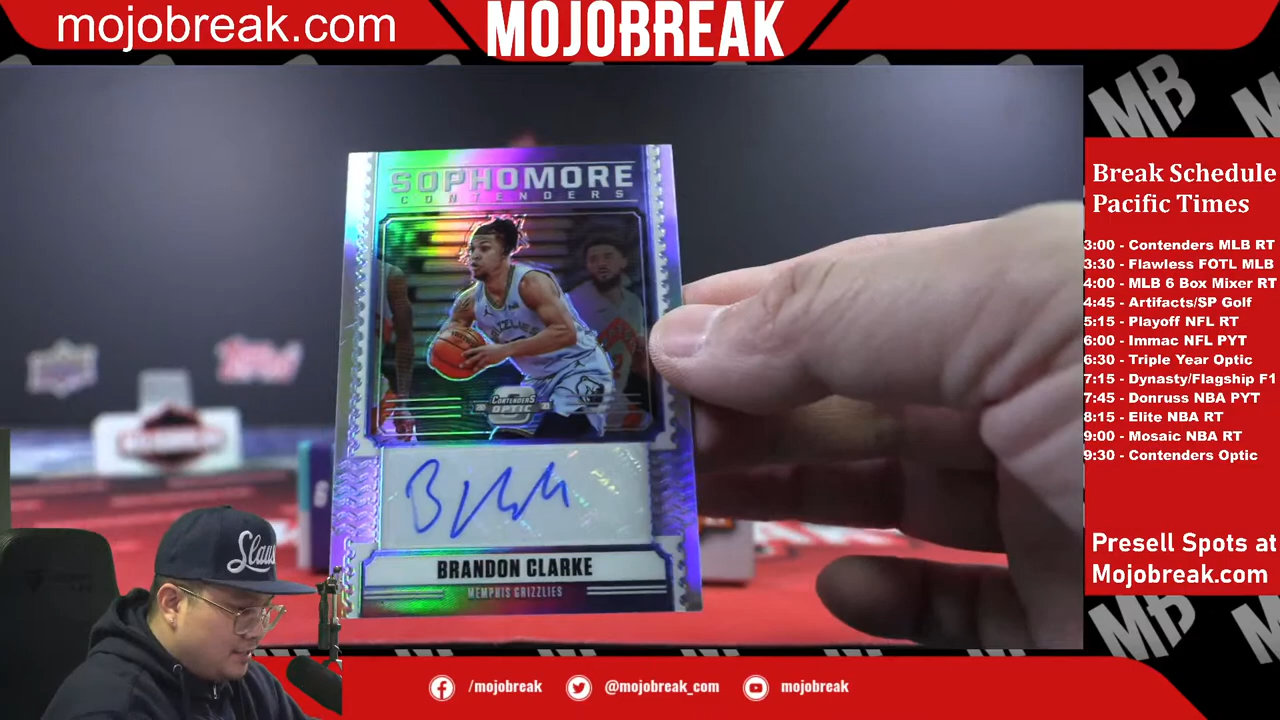 mojobreak.com
MOJOBREAK
MB
Break Schedule
Pacific Times
3:00 - Contenders MLB RT
3:30 - Flawless FOTL MLB
4:00 - MLB 6 Box Mixer RT
4:45 - Artifacts/SP Golf
5:15 - Playoff NFL RT
6:00 - Immac NFL PYT
6:30 - Triple Year Optic
7:15 - Dynasty/Flagship F1
7:45 - Donruss NBA PYT
8:15 - Elite NBA RT
9:00 - Mosaic NBA RT
9:30 - Contenders Optic
Presell Spots at
Mojobreak.com
MB
SOPHOMORE
CONTENDERS
GRIZZLIES
CONTENDERS
OPTIC
BRANDON CLARKE
MEMPHIS GRIZZLIES
Topps
/mojobreak
@mojobreak_com
mojobreak